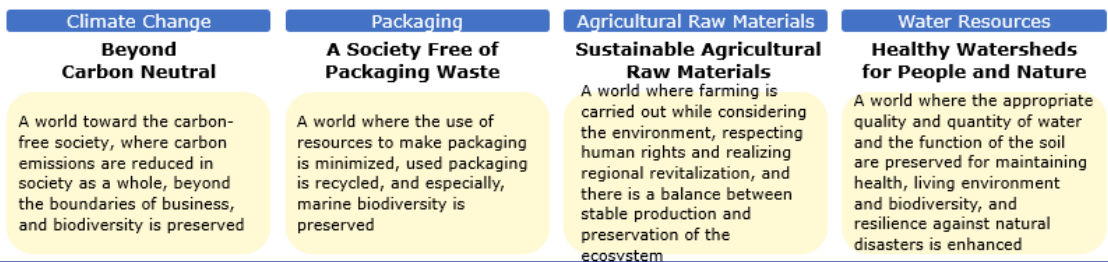 Climate Change
Beyond
Carbon Neutral
A world toward the carbon-
free society, where carbon
emissions are reduced in
society as a whole, beyond
the boundaries of business,
and biodiversity is preserved
Packaging
A Society Free of
Packaging Waste
A world where the use of
resources to make packaging
is minimized, used packaging
is recycled, and especially,
marine biodiversity is
preserved
Agricultural Raw Materials
Sustainable Agricultural
Raw Materials
A world where farming is
carried out while considering
the environment, respecting
human rights and realizing
regional revitalization, and
there is a balance between
stable production and
preservation of the
ecosystem
Water Resources
Healthy Watersheds
for People and Nature
A world where the appropriate
quality and quantity of water
and the function of the soil
are preserved for maintaining
health, living environment
and biodiversity, and
resilience against natural
disasters is enhanced